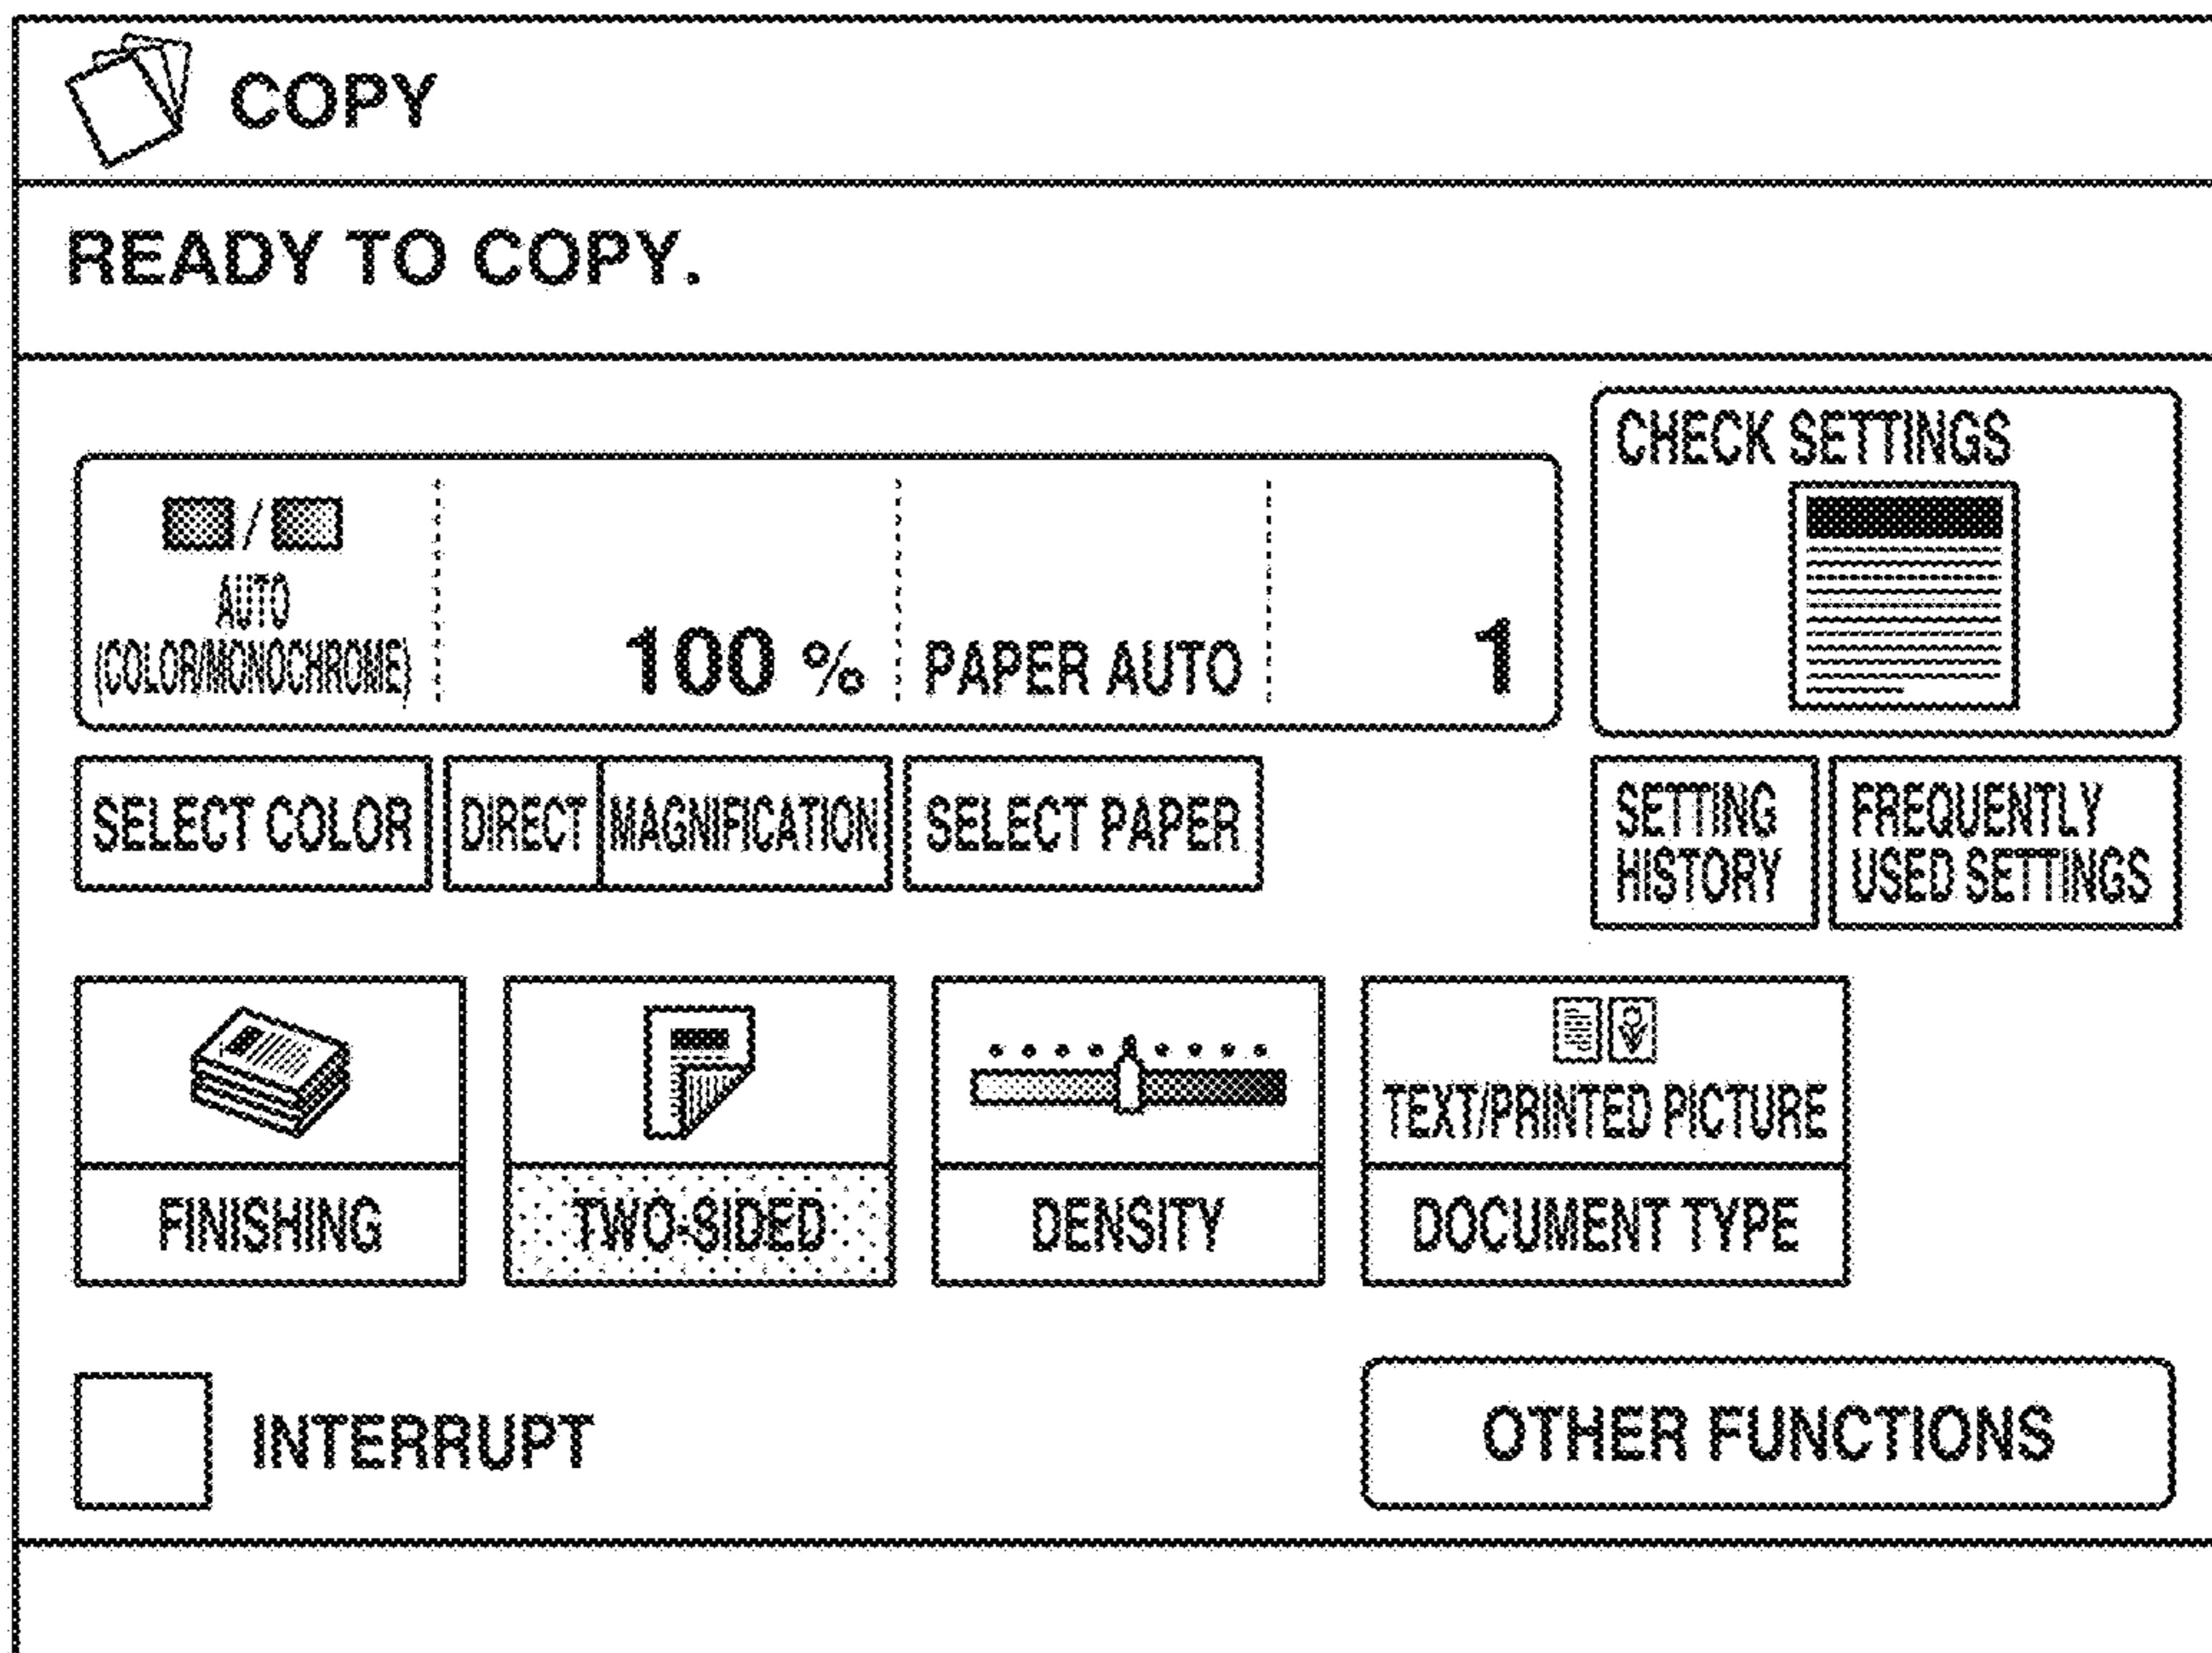 COPY
READY TO COPY.
CHECK SETTINGS
AUTO
(COLOR/MONOCHROME)
100 %
PAPER AUTO
1
SELECT COLOR
DIRECT
MAGNIFICATION
SELECT PAPER
SETTING
HISTORY
FREQUENTLY
USED SETTINGS
TEXT/PRINTED PICTURE
FINISHING
TWO-SIDED
DENSITY
DOCUMENT TYPE
INTERRUPT
OTHER FUNCTIONS